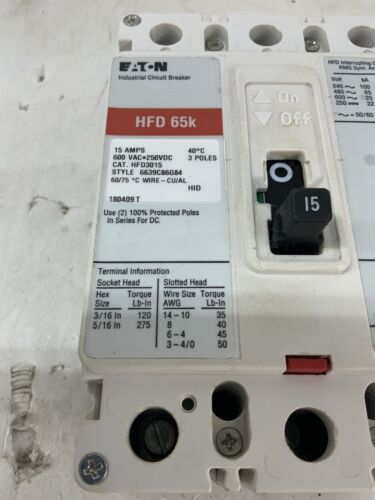 EATON
Industrial Circuit Breaker
HFD 65k
15 AMPS 40°C
600 VAC•250VDC 3 POLES
CAT. HFD3015
STYLE 6639C86G84
60/75 °C WIRE-CU/AL
HID
180409 T
Use (2) 100% Protected Poles
In Series For DC.
Terminal Information
Socket Head Slotted Head
Hex Torque Wire Size Torque
Size Lb-In AWG Lb-In
3/16 In 120 14-10 35
5/16 In 275 8 40
6-4 45
3-4/0 50
On
Off
O
15
HFD Interrupting
RMS Sym.
Volt kA
240 ~ 100
480 ~ 65
600 ~ 25
250 22
~ = 50/60